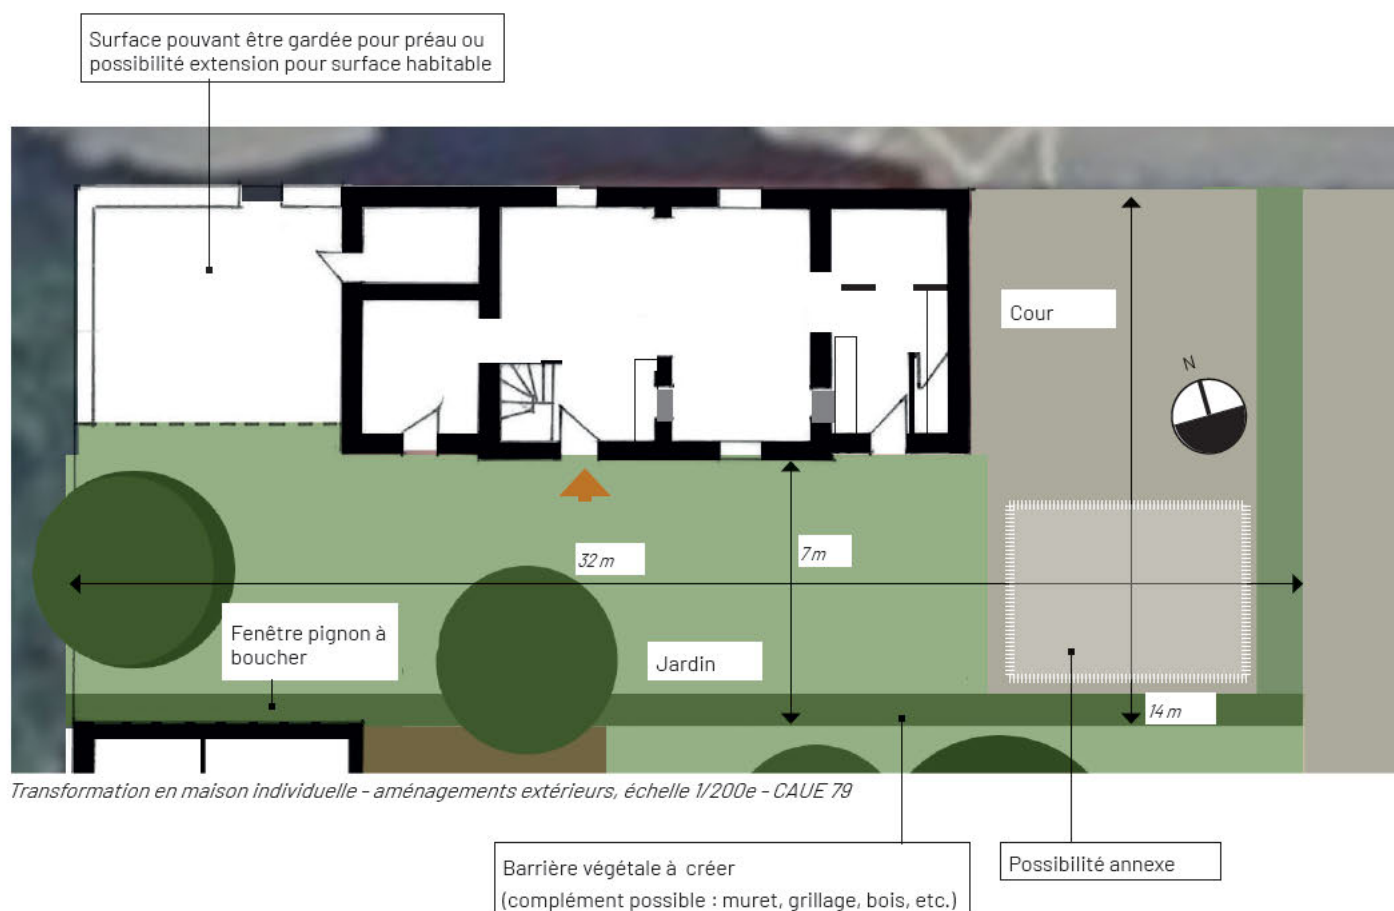 Surface pouvant être gardée pour préau ou
possibilité extension pour surface habitable
Cour
N
32 m
7 m
Fenêtre pignon à
boucher
Jardin
14 m
Transformation en maison individuelle - aménagements extérieurs, échelle 1/200e - CAUE 79
Barrière végétale à créer
(complément possible : muret, grillage, bois, etc.)
Possibilité annexe